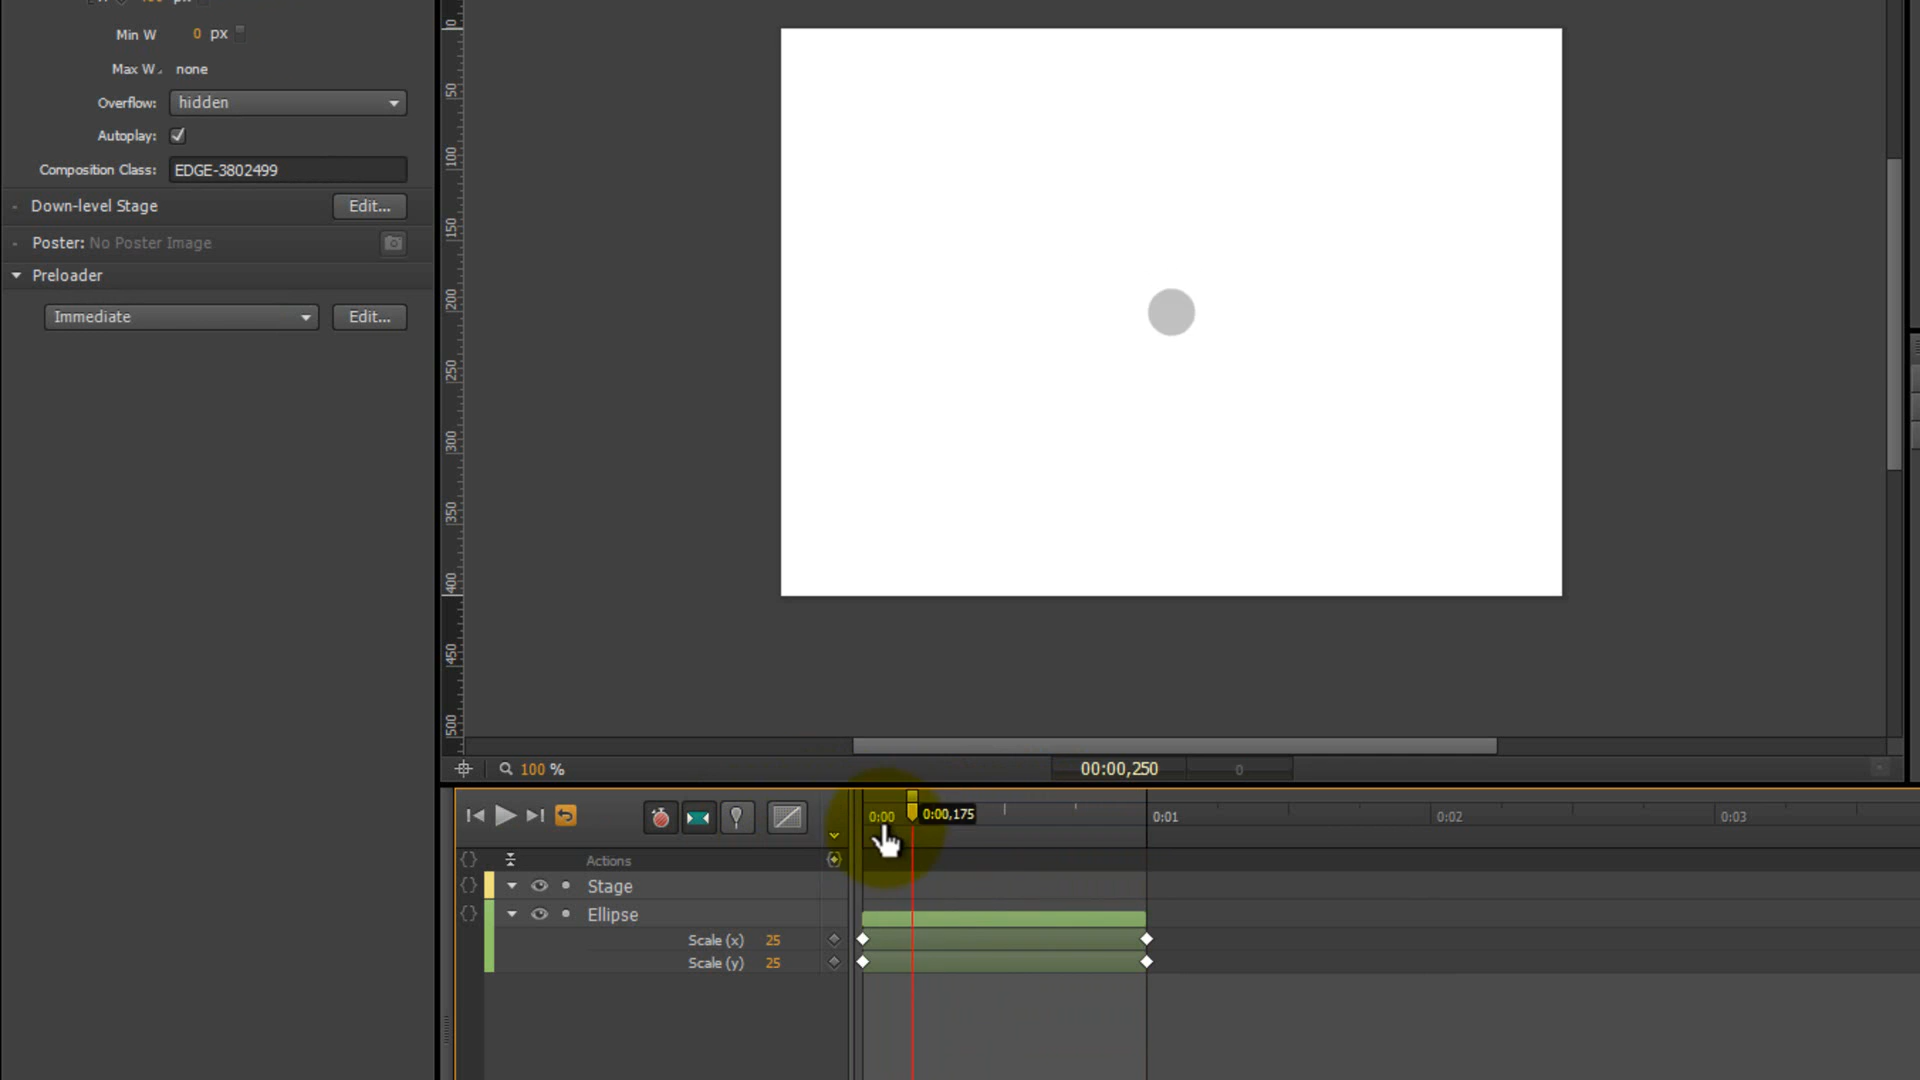 px
Min W 0 px
Max W none
Overflow: hidden
Autoplay:
Composition Class: EDGE-3802499
Down-level Stage Edit...
Poster: No Poster Image
Preloader
Immediate Edit...
0
50
100
150
200
250
300
350
400
450
500
100 %
00:00,250 0
0:00 0:00,175 0:01 0:02 0:03
Actions
Stage
Ellipse
Scale (x) 25
Scale (y) 25